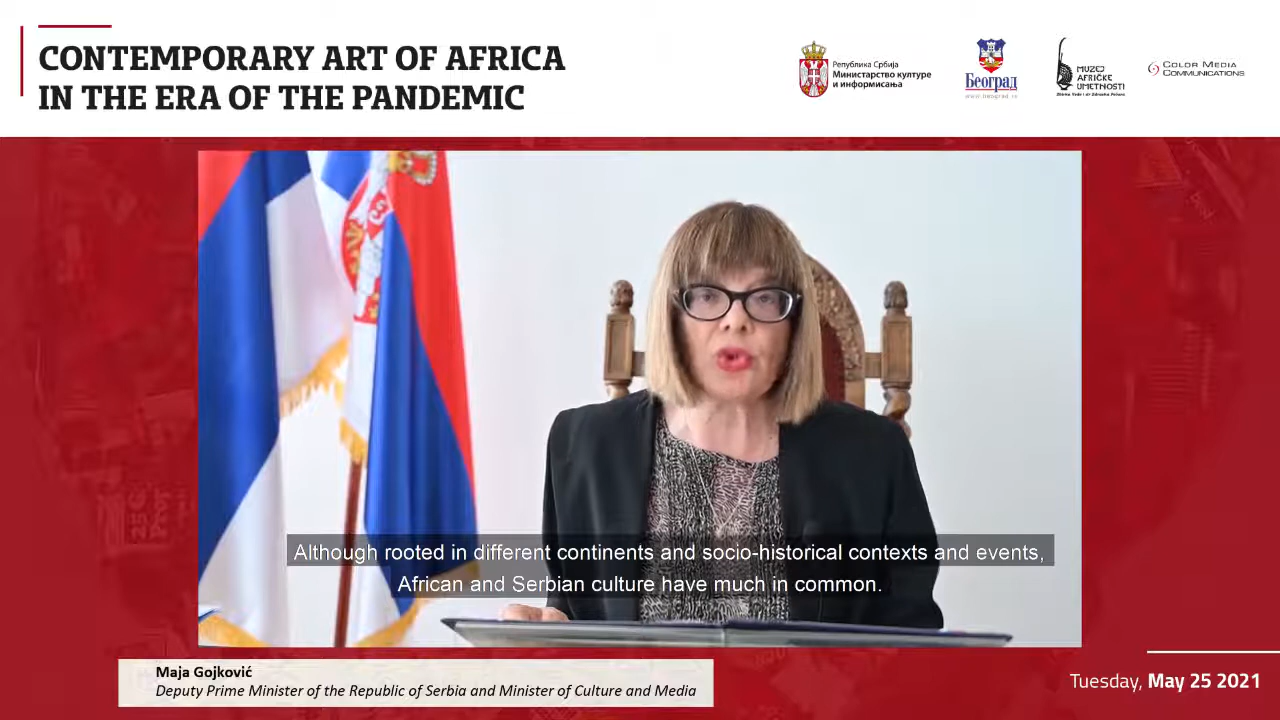 CONTEMPORARY ART OF AFRICA
IN THE ERA OF THE PANDEMIC
Република Србија
Министарство културе
и информисања
Београд
www.beograd.rs
MUZEJ
AFRIČKE
UMETNOSTI
COLOR MEDIA
COMMUNICATIONS
Although rooted in different continents and socio-historical contexts and events,
African and Serbian culture have much in common.
Maja Gojković
Deputy Prime Minister of the Republic of Serbia and Minister of Culture and Media
Tuesday, May 25 2021